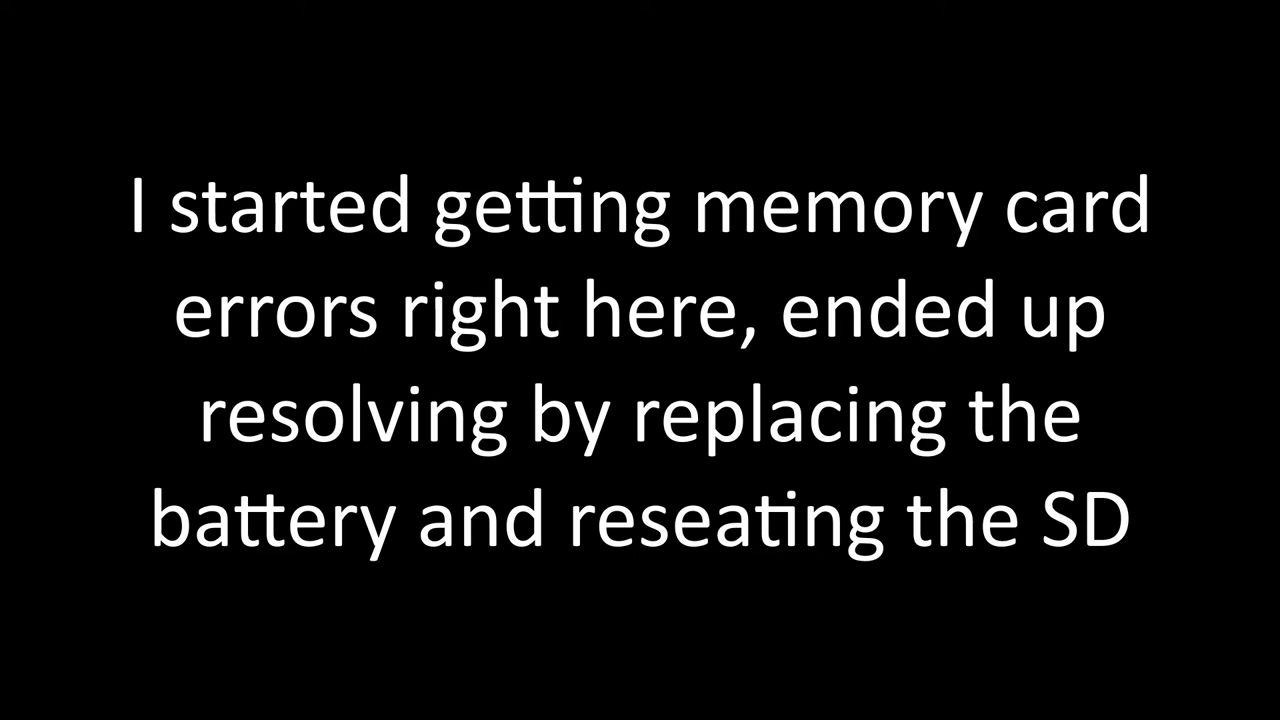 I started getting memory card
errors right here, ended up
resolving by replacing the
battery and reseating the SD